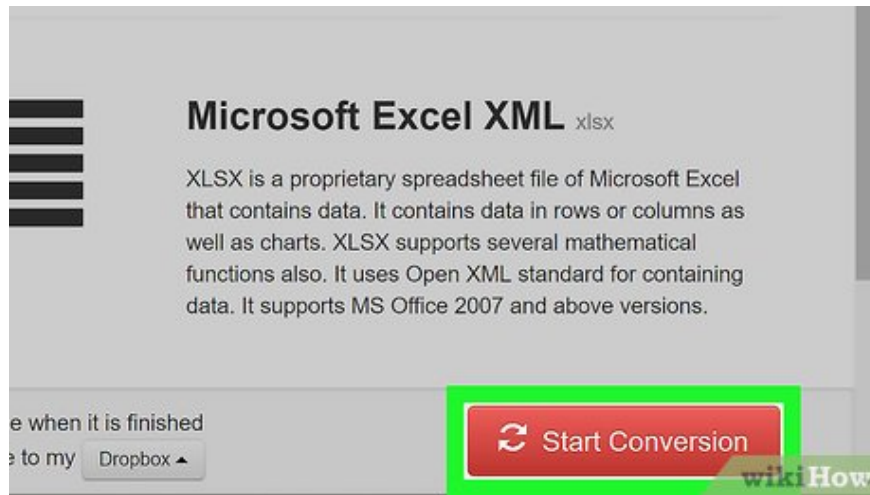 Microsoft Excel XML xlsx
XLSX is a proprietary spreadsheet file of Microsoft Excel
that contains data. It contains data in rows or columns as
well as charts. XLSX supports several mathematical
functions also. It uses Open XML standard for containing
data. It supports MS Office 2007 and above versions.
e when it is finished
e to my Dropbox
Start Conversion
wikiHow